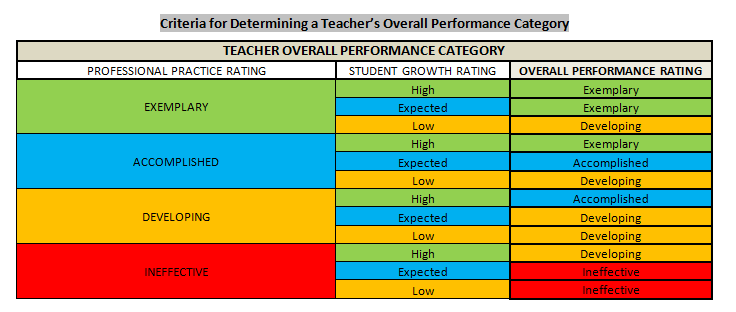 Criteria for Determining a Teacher's Overall Performance Category
TEACHER OVERALL PERFORMANCE CATEGORY
PROFESSIONAL PRACTICE RATING STUDENT GROWTH RATING OVERALL PERFORMANCE RATING
EXEMPLARY
High Exemplary
Expected Exemplary
Low Developing
ACCOMPLISHED
High Exemplary
Expected Accomplished
Low Developing
DEVELOPING
High Accomplished
Expected Developing
Low Developing
INEFFECTIVE
High Developing
Expected Ineffective
Low Ineffective